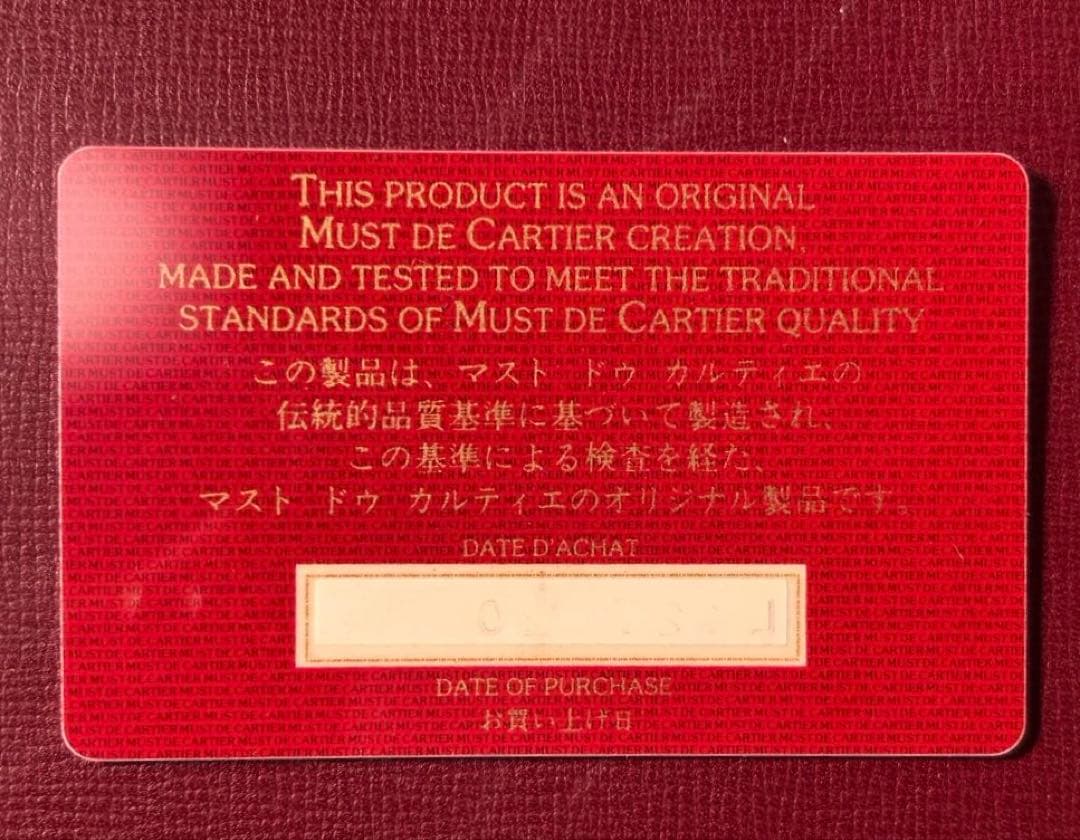 THIS PRODUCT IS AN ORIGINAL
MUST DE CARTIER CREATION,
MADE AND TESTED TO MEET THE TRADITIONAL
STANDARDS OF MUST DE CARTIER QUALITY
この製品は、マスト ドゥ カルティエの
伝統的品質基準に基づいて製造され、
この基準による検査を経た、
マスト ドゥ カルティエのオリジナル製品です。
DATE D'ACHAT
DATE OF PURCHASE
お買い上げ日